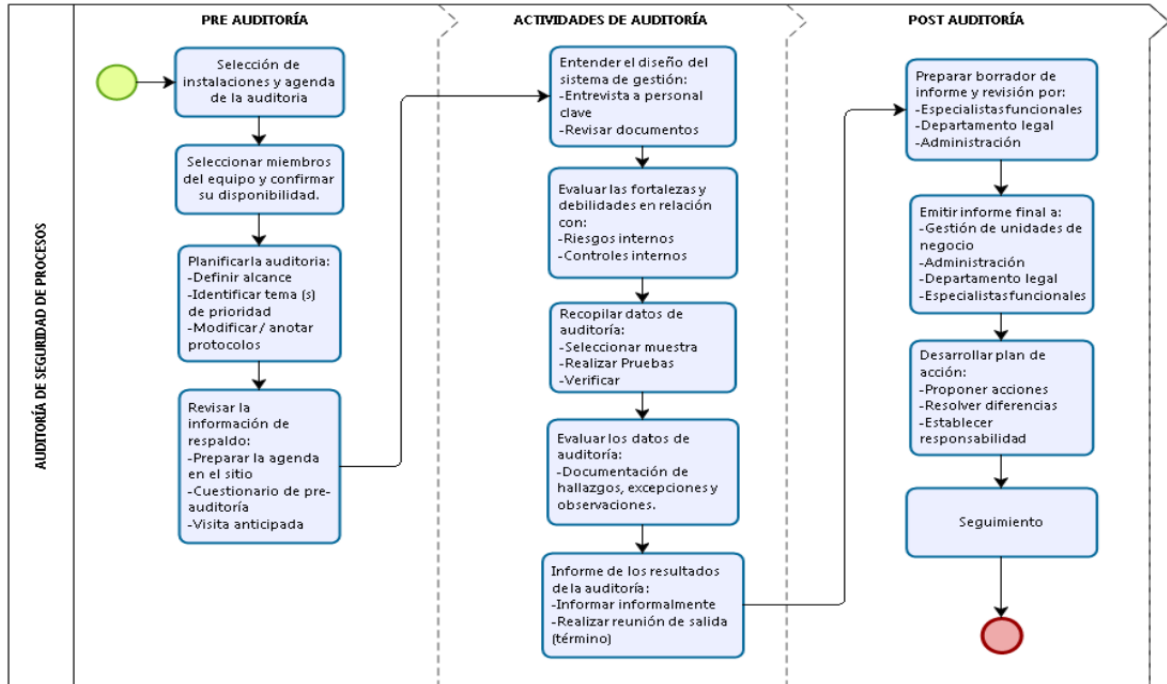 PRE AUDITORÍA
ACTIVIDADES DE AUDITORÍA
POST AUDITORÍA
AUDITORÍA DE SEGURIDAD DE PROCESOS
Selección de
instalaciones y agenda
de la auditoria
Seleccionar miembros
del equipo y confirmar
su disponibilidad.
Planificar la auditoria:
-Definir alcance
-Identificar tema (s)
de prioridad
-Modificar / anotar
protocolos
Revisar la
información de
respaldo:
-Preparar la agenda
en el sitio
-Cuestionario de pre-
auditoría
-Visita anticipada
Entender el diseño del
sistema de gestión:
-Entrevista a personal
clave
-Revisar documentos
Evaluar las fortalezas y
debilidades en relación
con:
-Riesgos internos
-Controles internos
Recopilar datos de
auditoría:
-Seleccionar muestra
-Realizar Pruebas
-Verificar
Evaluar los datos de
auditoría:
-Documentación de
hallazgos, excepciones y
observaciones.
Informe de los resultados
de la auditoría:
-Informar informalmente
-Realizar reunión de salida
(término)
Preparar borrador de
informe y revisión por:
-Especialistas funcionales
-Departamento legal
-Administración
Emitir informe final a:
-Gestión de unidades de
negocio
-Administración
-Departamento legal
-Especialistas funcionales
Desarrollar plan de
acción:
-Proponer acciones
-Resolver diferencias
-Establecer
responsabilidad
Seguimiento